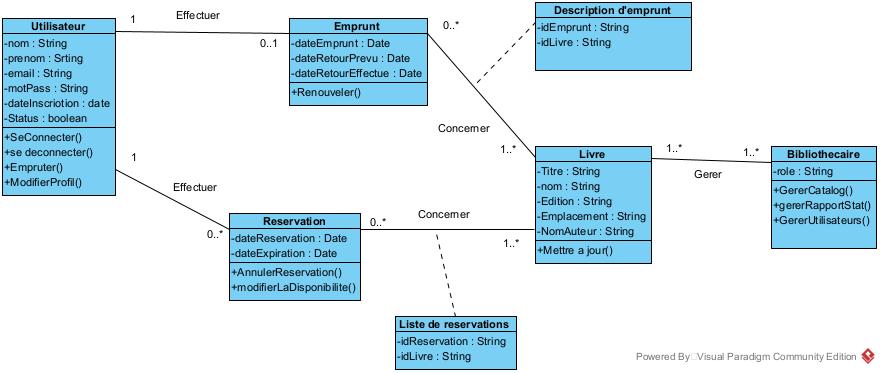 Utilisateur
-nom : String
-prenom : Srting
-email : String
-motPass : String
-dateInscriotion : date
-Status : boolean
+SeConnecter()
+se deconnecter()
+Empruter()
+ModifierProfil()
1
Effectuer
0..1
Emprunt
-dateEmprunt : Date
-dateRetourPrevu : Date
-dateRetourEffectue : Date
+Renouveler()
0..*
Concerner
1..*
Description d'emprunt
-idEmprunt : String
-idLivre : String
Livre
-Titre : String
-nom : String
-Edition : String
-Emplacement : String
-NomAuteur : String
+Mettre a jour()
1..*
Gerer
1..*
Bibliothecaire
-role : String
+GererCatalog()
+gererRapportStat()
+GererUtilisateurs()
1
Effectuer
0..*
Reservation
-dateReservation : Date
-dateExpiration : Date
+AnnulerReservation()
+modifierLaDisponibilite()
0..*
Concerner
1..*
Liste de reservations
-idReservation : String
-idLivre : String
Powered By Visual Paradigm Community Edition